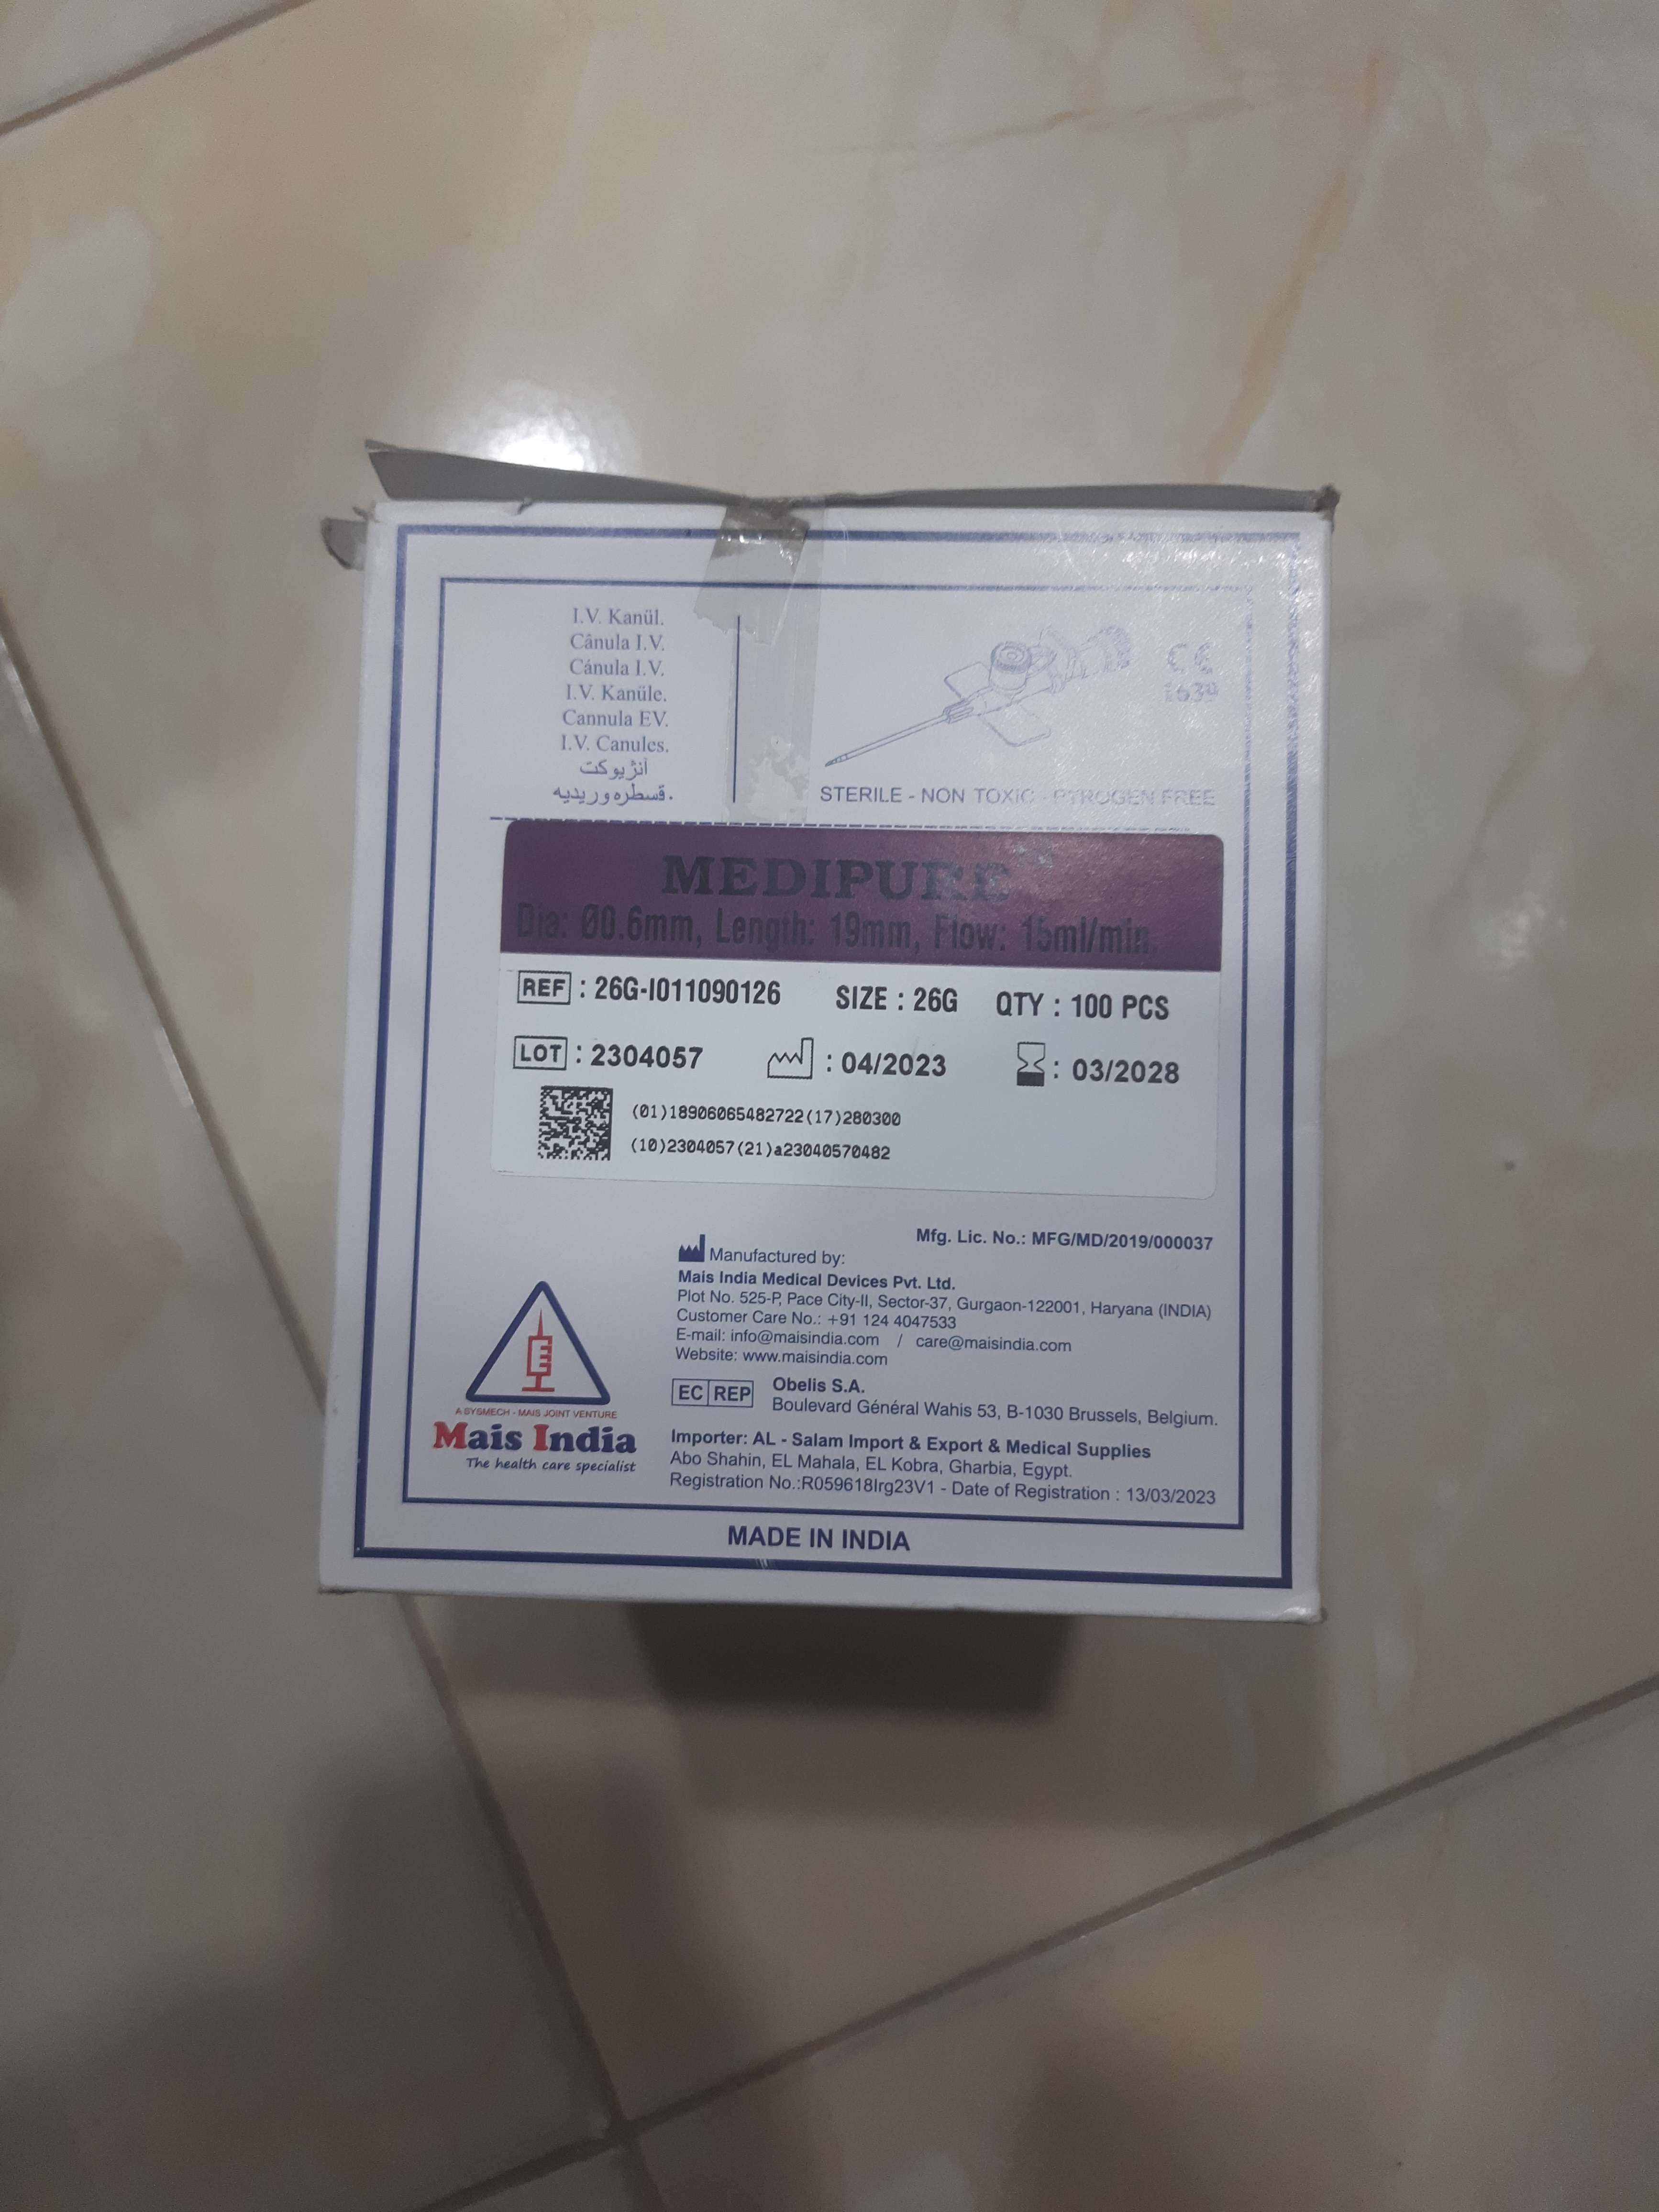 I.V. Kanül.
Cânula I.V.
Cánula I.V.
I.V. Kanüle.
Cannula EV.
I.V. Canules.
آنژیوکت
قسطره وریدیه.
CE
1639
STERILE - NON TOXIC - PYROGEN FREE
MEDIPURE
Dia: Ø0.6mm, Length: 19mm, Flow: 15ml/min.
REF : 26G-I011090126 SIZE : 26G QTY : 100 PCS
LOT : 2304057 : 04/2023 : 03/2028
(01)18906065482722(17)280300
(10)2304057(21)a23040570482
Mfg. Lic. No.: MFG/MD/2019/000037
Manufactured by:
Mais India Medical Devices Pvt. Ltd.
Plot No. 525-P, Pace City-II, Sector-37, Gurgaon-122001, Haryana (INDIA)
Customer Care No.: +91 124 4047533
E-mail: info@maisindia.com / care@maisindia.com
Website: www.maisindia.com
EC REP Obelis S.A.
Boulevard Général Wahis 53, B-1030 Brussels, Belgium.
A SYSMECH - MAIS JOINT VENTURE
Mais India
The health care specialist
Importer: AL - Salam Import & Export & Medical Supplies
Abo Shahin, EL Mahala, EL Kobra, Gharbia, Egypt.
Registration No.:R059618Irg23V1 - Date of Registration : 13/03/2023
MADE IN INDIA